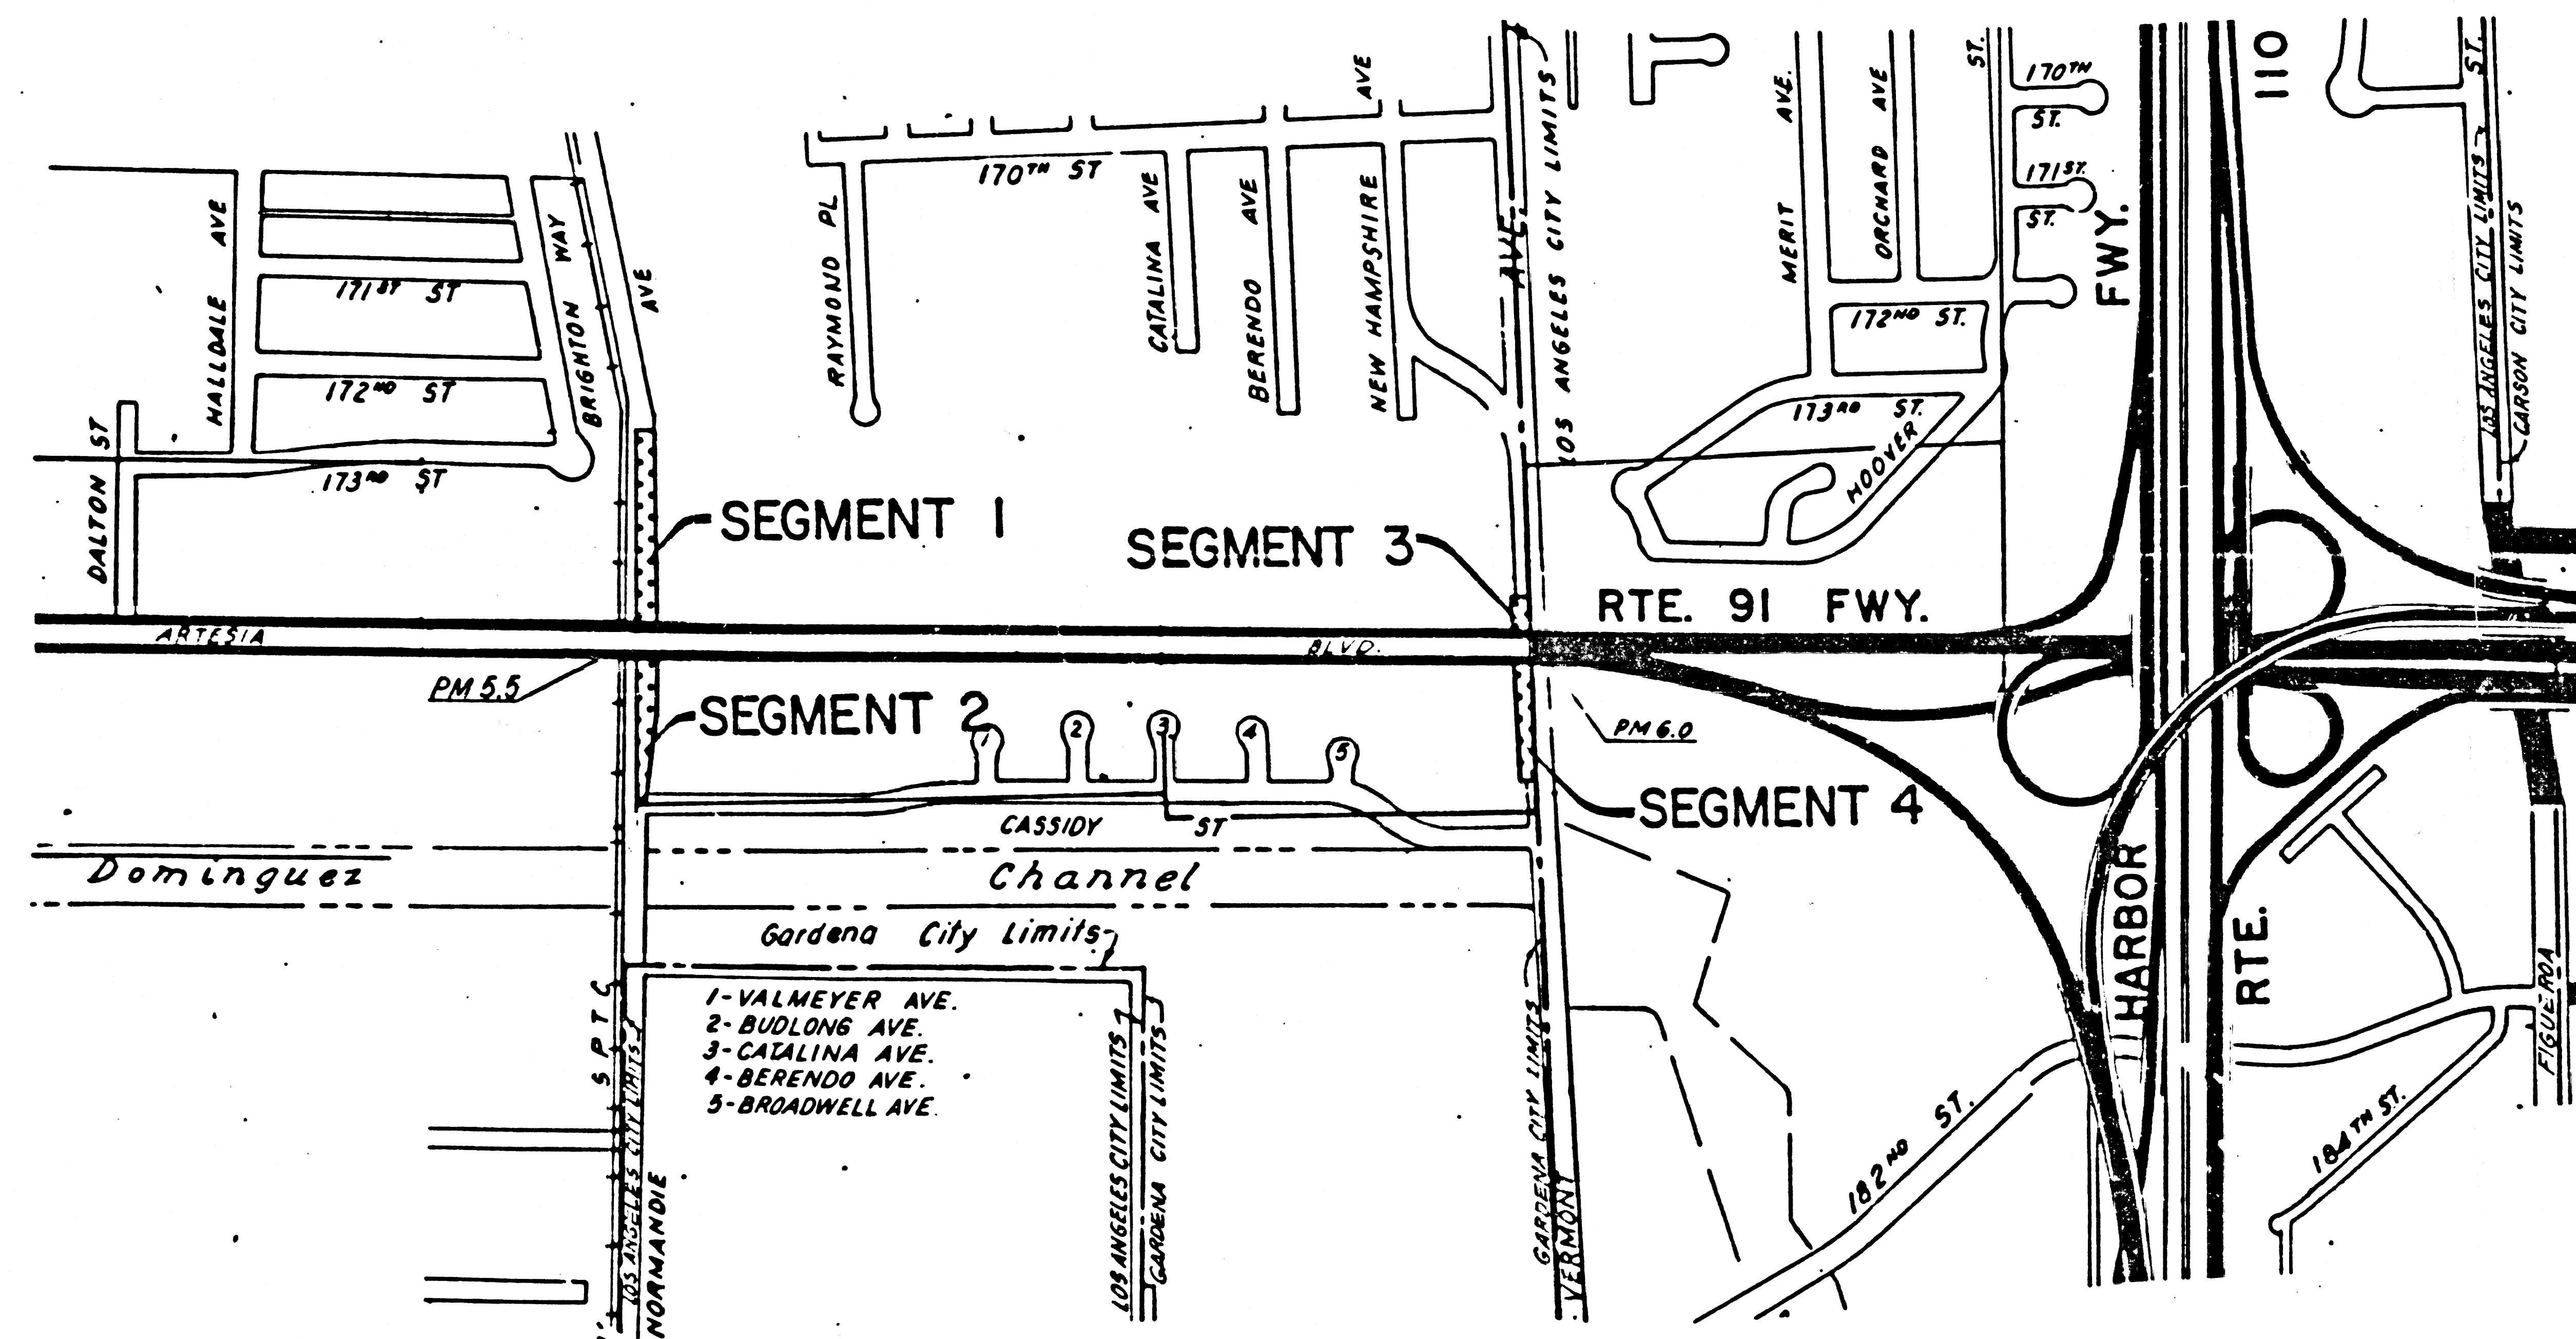 110
FWY.
170TH
ST.
171ST.
ST.
ST.
ST.
AVE
MERIT AVE.
ORCHARD AVE
LOS ANGELES CITY LIMITS
LOS ANGELES CITY LIMITS
CARSON CITY LIMITS
170TH ST
HALLDALE AVE
BRIGHTON WAY
AVE
RAYMOND PL
CATALINA AVE
BERENDO AVE
NEW HAMPSHIRE
AVE.
171ST ST
172ND ST
172ND ST.
173RD ST.
HOOVER
DALTON ST
173RD ST
SEGMENT 1
SEGMENT 3
RTE. 91 FWY.
ARTESIA
BLVD.
PM 5.5
SEGMENT 2
1
2
3
4
5
PM 6.0
SEGMENT 4
CASSIDY ST
Dominguez Channel
Gardena City Limits
1-VALMEYER AVE.
2-BUDLONG AVE.
3-CATALINA AVE.
4-BERENDO AVE.
5-BROADWELL AVE.
S P T C
LOS ANGELES CITY LIMITS
NORMANDIE
LOS ANGELES CITY LIMITS
GARDENA CITY LIMITS
GARDENA CITY LIMITS
VERMONT
HARBOR
RTE.
182ND ST.
184TH ST.
FIGUEROA